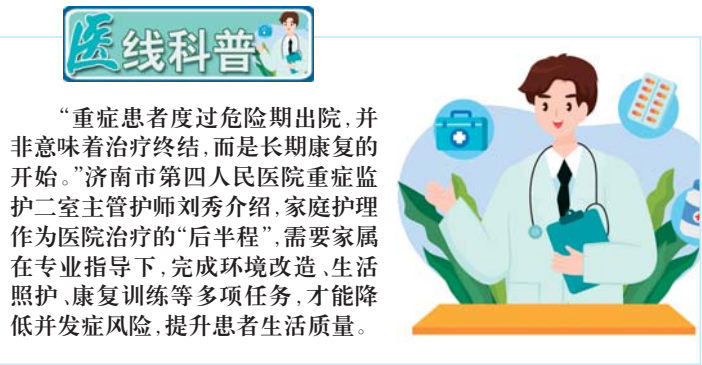 医线科普
“重症患者度过危险期出院,并
非意味着治疗终结,而是长期康复的
开始。”济南市第四人民医院重症监
护二室主管护师刘秀介绍,家庭护理
作为医院治疗的“后半程”,需要家属
在专业指导下,完成环境改造、生活
照护、康复训练等多项任务,才能降
低并发症风险,提升患者生活质量。